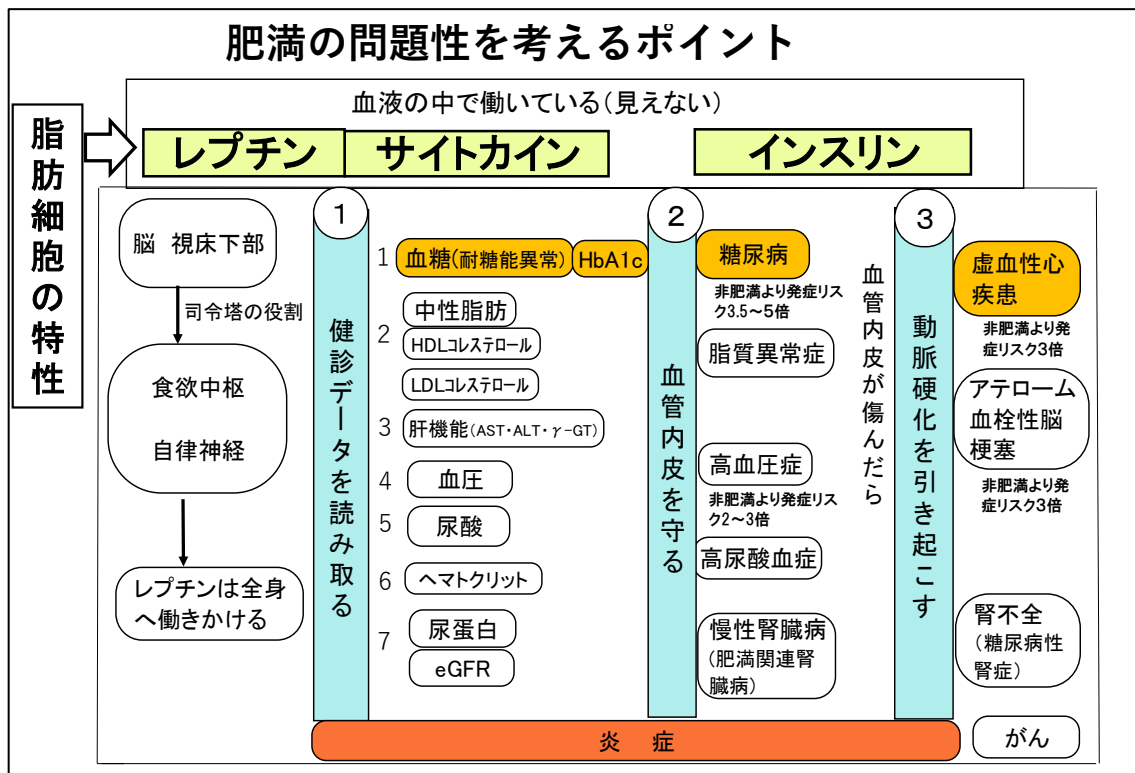 肥満の問題性を考えるポイント
脂肪細胞の特性
血液の中で働いている(見えない)
レプチン
サイトカイン
インスリン
脳 視床下部
司令塔の役割
食欲中枢
自律神経
レプチンは全身
へ働きかける
1
健診データを読み取る
1
血糖(耐糖能異常)
HbA1c
2
中性脂肪
HDLコレステロール
LDLコレステロール
3
肝機能(AST・ALT・γ-GT)
4
血圧
5
尿酸
6
ヘマトクリット
7
尿蛋白
eGFR
2
血管内皮を守る
糖尿病
非肥満より発症リス
ク3.5~5倍
脂質異常症
高血圧症
非肥満より発症リス
ク2~3倍
高尿酸血症
慢性腎臓病
(肥満関連腎
臓病)
血管内皮が傷んだら
3
動脈硬化を引き起こす
虚血性心
疾患
非肥満より発
症リスク3倍
アテローム
血栓性脳
梗塞
非肥満より発
症リスク3倍
腎不全
(糖尿病性
腎症)
がん
炎 症